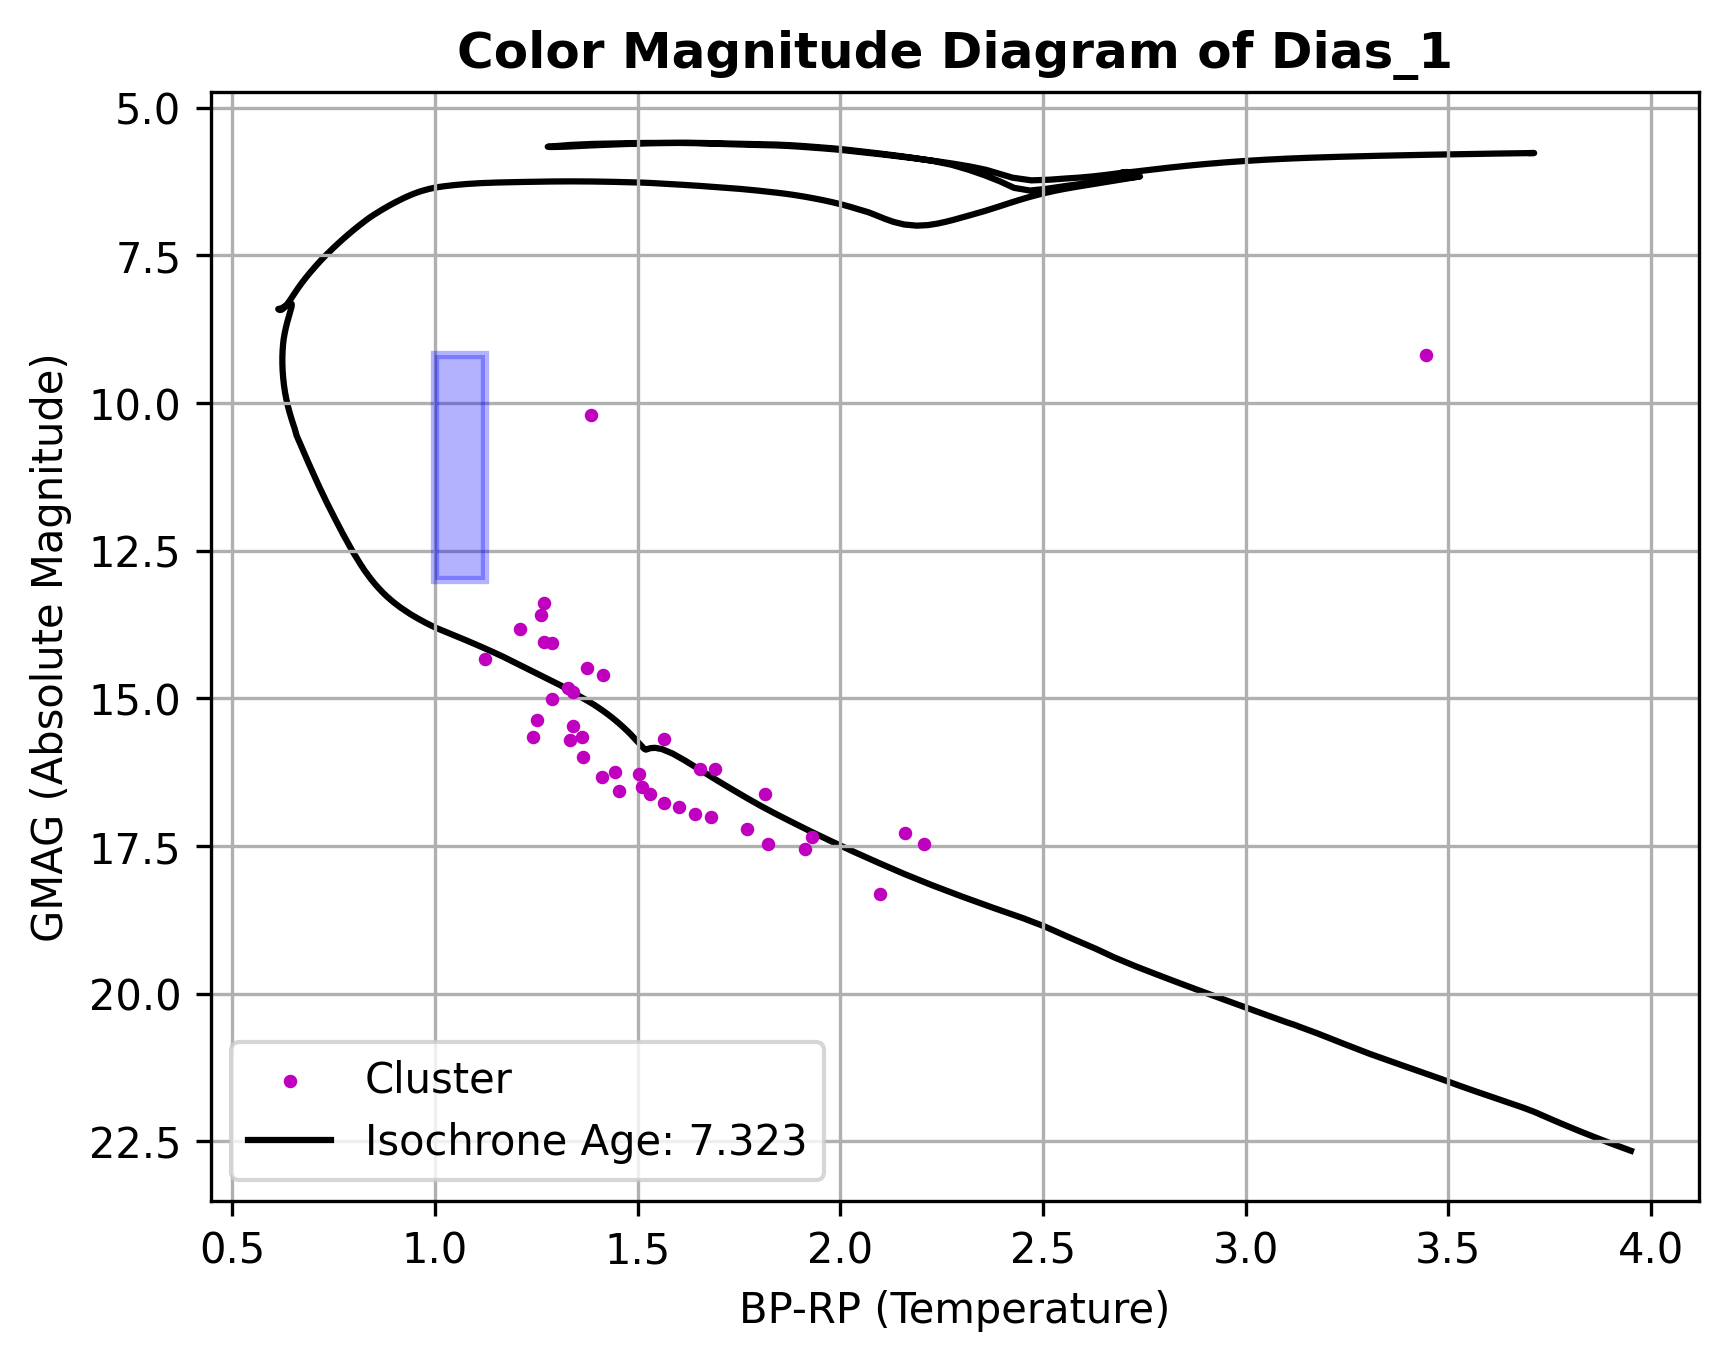 Color Magnitude Diagram of Dias_1
GMAG (Absolute Magnitude)
5.0
7.5
10.0
12.5
15.0
17.5
20.0
22.5
Cluster
Isochrone Age: 7.323
0.5 1.0 1.5 2.0 2.5 3.0 3.5 4.0
BP-RP (Temperature)